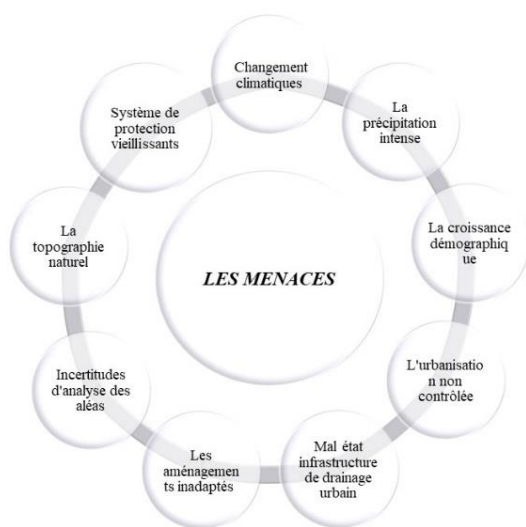 Changement
climatiques
La
précipitation
intense
La croissance
démographiq
ue
L'urbanisatio
n non
contrôlée
Mal état
infrastructure
de drainage
urbain
Les
aménagemen
ts inadaptés
Incertitudes
d'analyse des
aléas
La
topographie
naturel
Système de
protection
vieillissants
LES MENACES